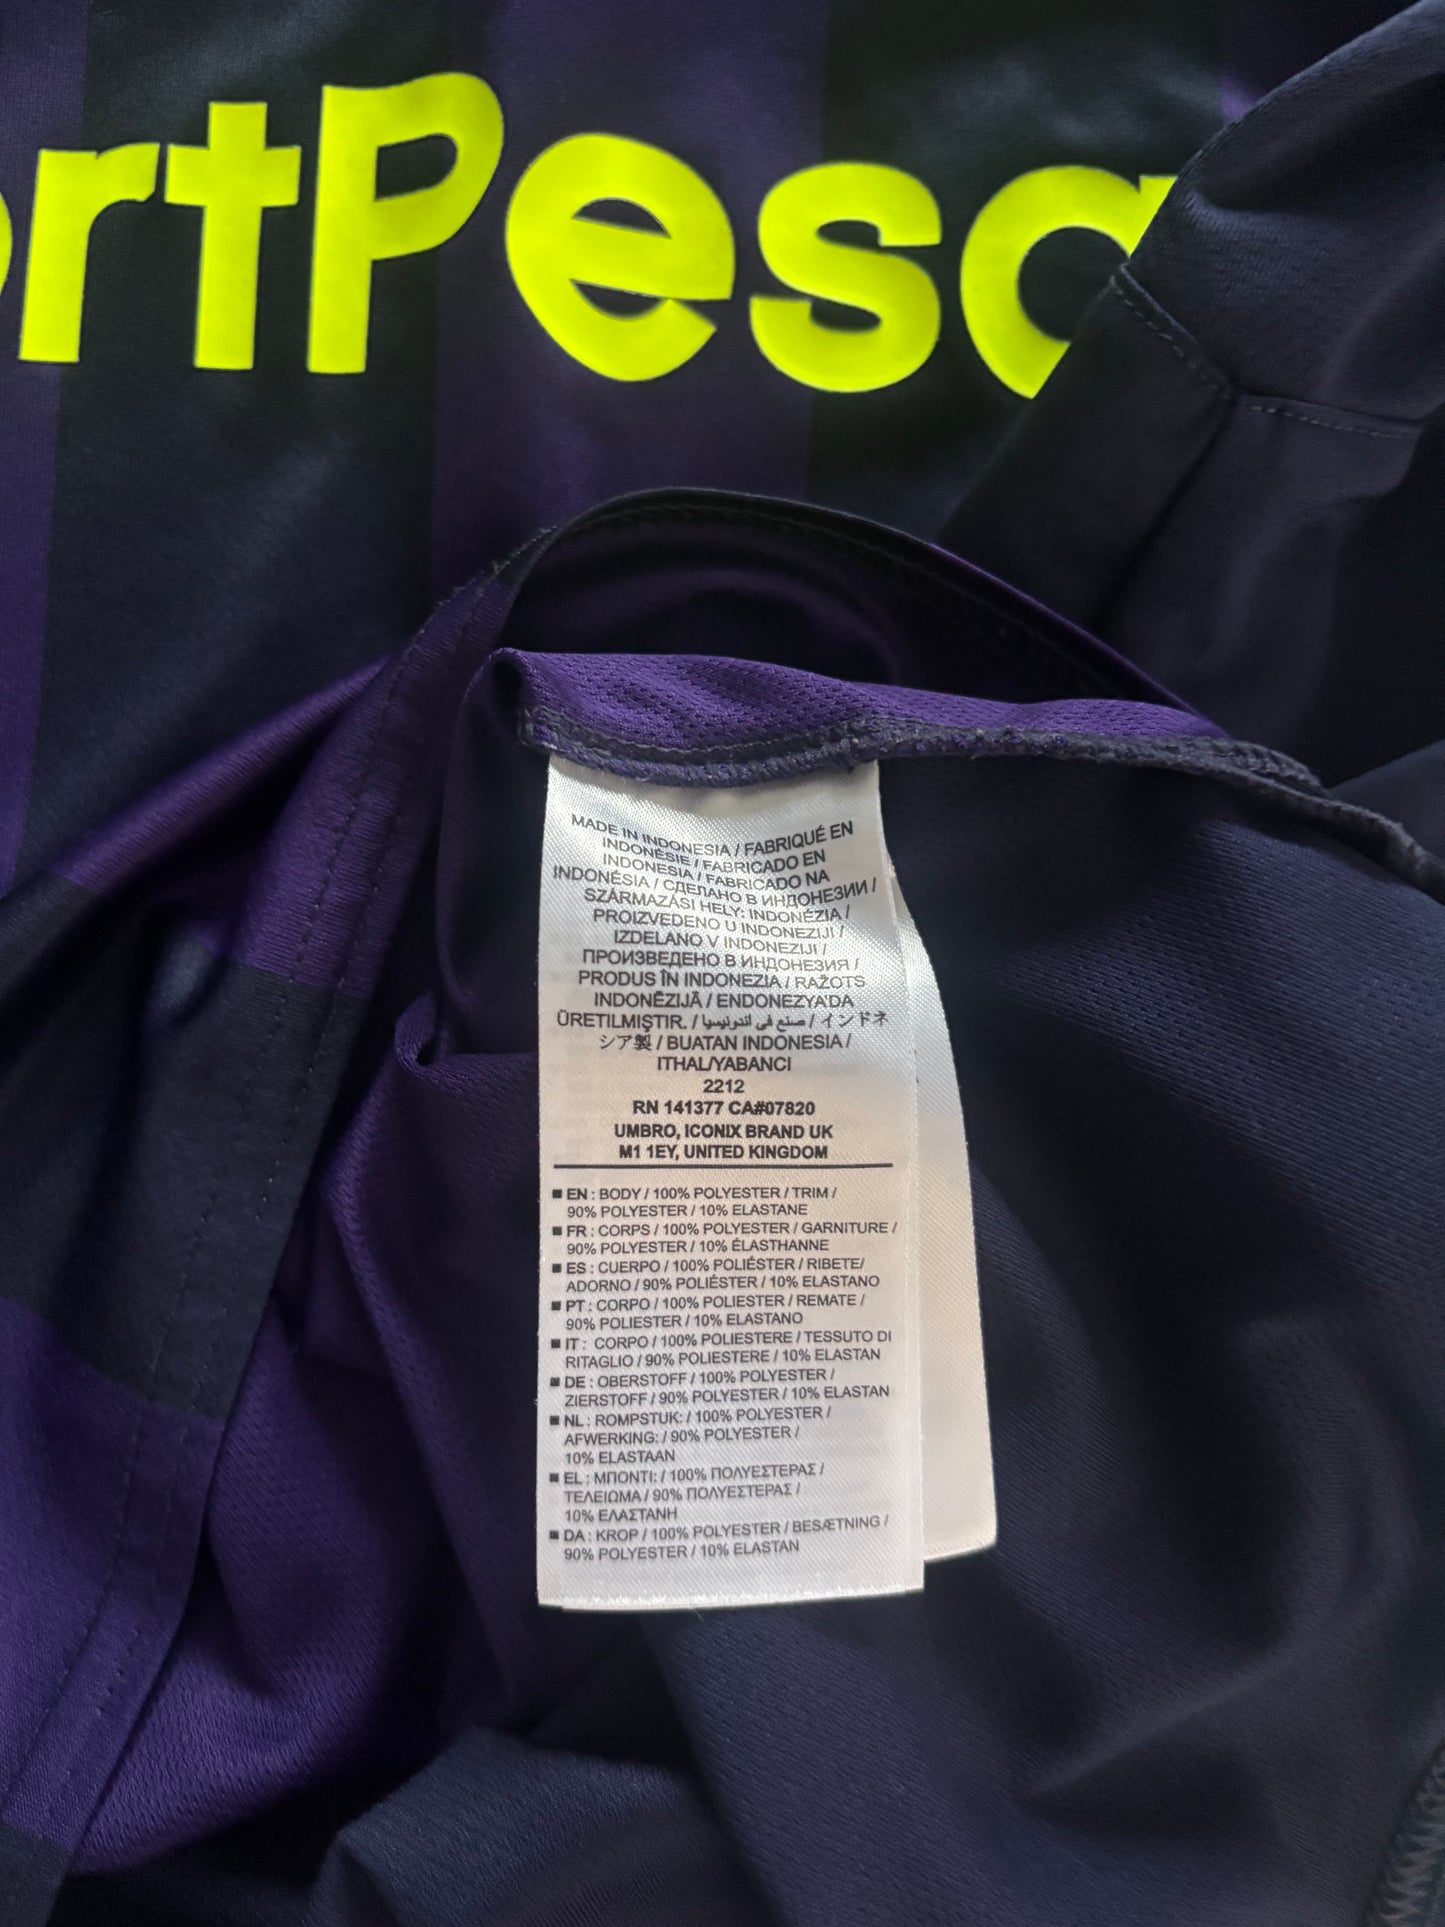 ortPesa
MADE IN INDONESIA / FABRIQUÉ EN
INDONÉSIE / FABRICADO EN
INDONESIA / FABRICADO NA
INDONÉSIA / СДЕЛАНО В ИНДОНЕЗИИ /
SZÁRMAZÁSI HELY: INDONÉZIA /
PROIZVEDENO U INDONEZIJI /
IZDELANO V INDONEZIJI /
ПРОИЗВЕДЕНО В ИНДОНЕЗИЯ /
PRODUS ÎN INDONEZIA / RAŽOTS
INDONĒZIJĀ / ENDONEZYA'DA
ÜRETILMIŞTIR. / صنع في اندونيسيا / インドネ
シア製 / BUATAN INDONESIA /
ITHAL/YABANCI
2212
RN 141377 CA#07820
UMBRO, ICONIX BRAND UK
M1 1EY, UNITED KINGDOM
■ EN : BODY / 100% POLYESTER / TRIM /
90% POLYESTER / 10% ELASTANE
■ FR : CORPS / 100% POLYESTER / GARNITURE /
90% POLYESTER / 10% ÉLASTHANNE
■ ES : CUERPO / 100% POLIÉSTER / RIBETE/
ADORNO / 90% POLIÉSTER / 10% ELASTANO
■ PT : CORPO / 100% POLIESTER / REMATE /
90% POLIESTER / 10% ELASTANO
■ IT : CORPO / 100% POLIESTERE / TESSUTO DI
RITAGLIO / 90% POLIESTERE / 10% ELASTAN
■ DE : OBERSTOFF / 100% POLYESTER /
ZIERSTOFF / 90% POLYESTER / 10% ELASTAN
■ NL : ROMPSTUK: / 100% POLYESTER /
AFWERKING: / 90% POLYESTER /
10% ELASTAAN
■ EL : ΜΠΟΝΤΙ: / 100% ΠΟΛΥΕΣΤΕΡΑΣ /
ΤΕΛΕΙΩΜΑ / 90% ΠΟΛΥΕΣΤΕΡΑΣ /
10% ΕΛΑΣΤΑΝΗ
■ DA : KROP / 100% POLYESTER / BESÆTNING /
90% POLYESTER / 10% ELASTAN